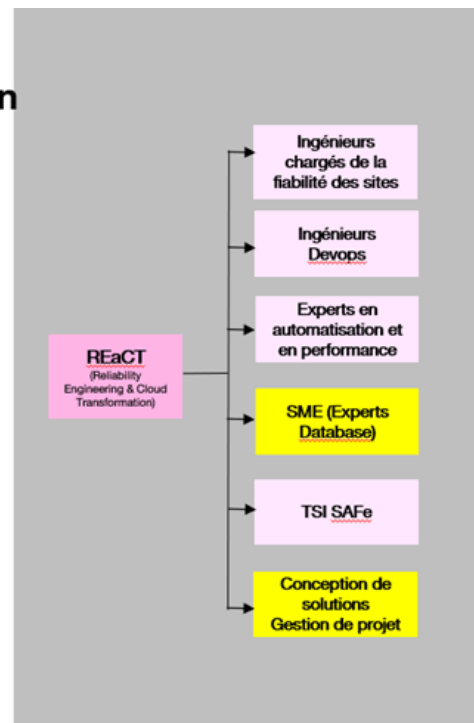 n
Ingénieurs
chargés de la
fiabilité des sites
Ingénieurs
Devops
Experts en
automatisation et
en performance
REaCT
(Reliability
Engineering & Cloud
Transformation)
SME (Experts
Database)
TSI SAFe
Conception de
solutions
Gestion de projet